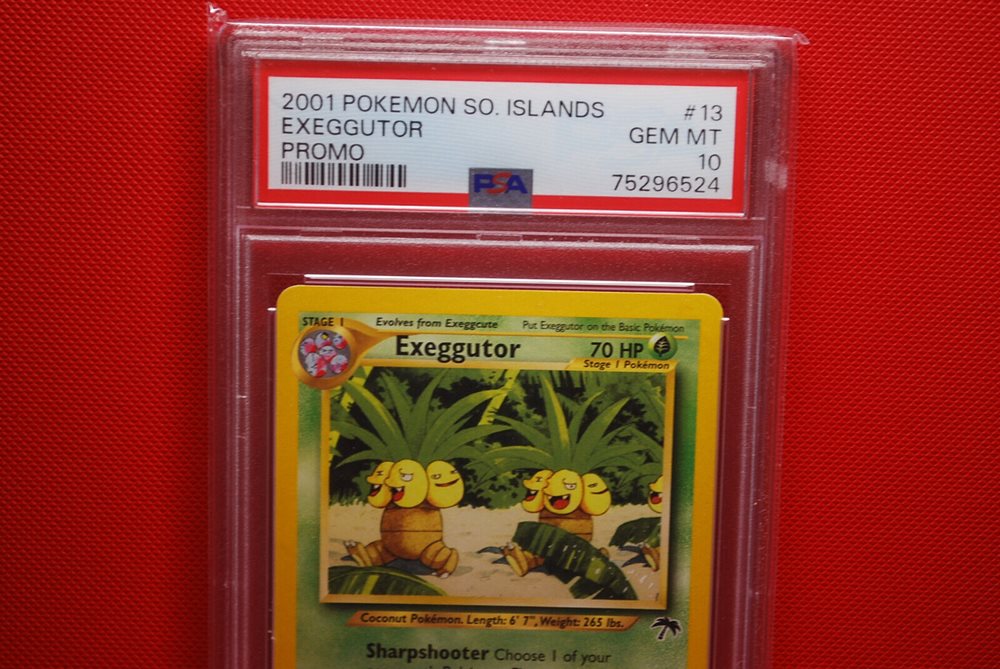 2001 POKEMON SO. ISLANDS #13
EXEGGUTOR GEM MT
PROMO 10
PSA 75296524
STAGE 1 Evolves from Exeggcute Put Exeggutor on the Basic Pokémon
Exeggutor 70 HP
Stage 1 Pokémon
Coconut Pokémon. Length: 6' 7", Weight: 265 lbs.
Sharpshooter Choose 1 of your